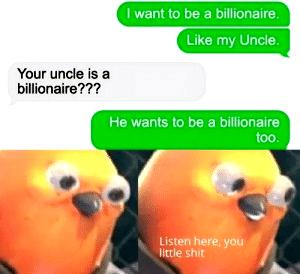 I want to be a billionaire.
Like my Uncle.
Your uncle is a
billionaire???
He wants to be a billionaire
too.
Listen here, you
little shit